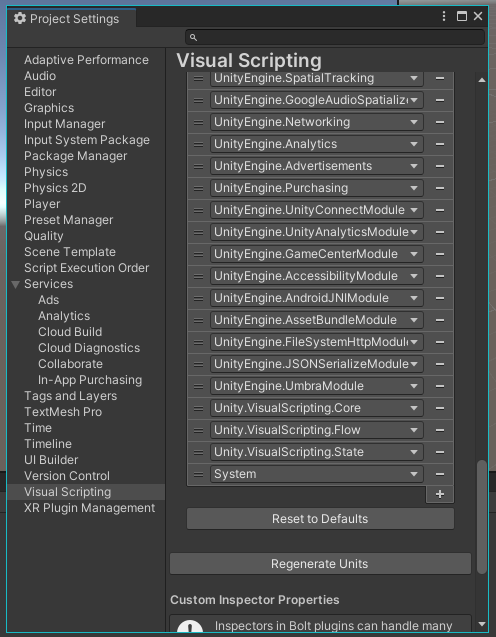 Project Settings
Adaptive Performance
Audio
Editor
Graphics
Input Manager
Input System Package
Package Manager
Physics
Physics 2D
Player
Preset Manager
Quality
Scene Template
Script Execution Order
Services
Ads
Analytics
Cloud Build
Cloud Diagnostics
Collaborate
In-App Purchasing
Tags and Layers
TextMesh Pro
Time
Timeline
UI Builder
Version Control
Visual Scripting
XR Plugin Management
Visual Scripting
UnityEngine.SpatialTracking
UnityEngine.GoogleAudioSpatialize
UnityEngine.Networking
UnityEngine.Analytics
UnityEngine.Advertisements
UnityEngine.Purchasing
UnityEngine.UnityConnectModule
UnityEngine.UnityAnalyticsModule
UnityEngine.GameCenterModule
UnityEngine.AccessibilityModule
UnityEngine.AndroidJNIModule
UnityEngine.AssetBundleModule
UnityEngine.FileSystemHttpModul
UnityEngine.JSONSerializeModule
UnityEngine.UmbraModule
Unity.VisualScripting.Core
Unity.VisualScripting.Flow
Unity.VisualScripting.State
System
Reset to Defaults
Regenerate Units
Custom Inspector Properties
Inspectors in Bolt plugins can handle many